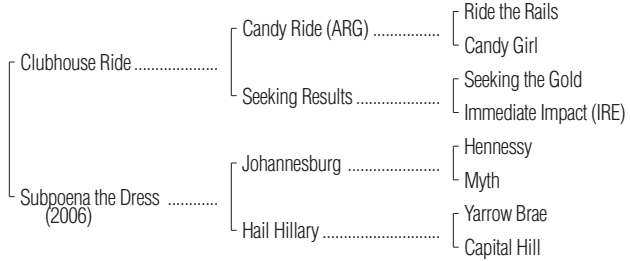 Ride the Rails
Candy Ride (ARG) ................
Candy Girl
Clubhouse Ride ....................
Seeking the Gold
Seeking Results ....................
Immediate Impact (IRE)
Hennessy
Johannesburg ......................
Myth
Subpoena the Dress ............
(2006)
Yarrow Brae
Hail Hillary ............................
Capital Hill